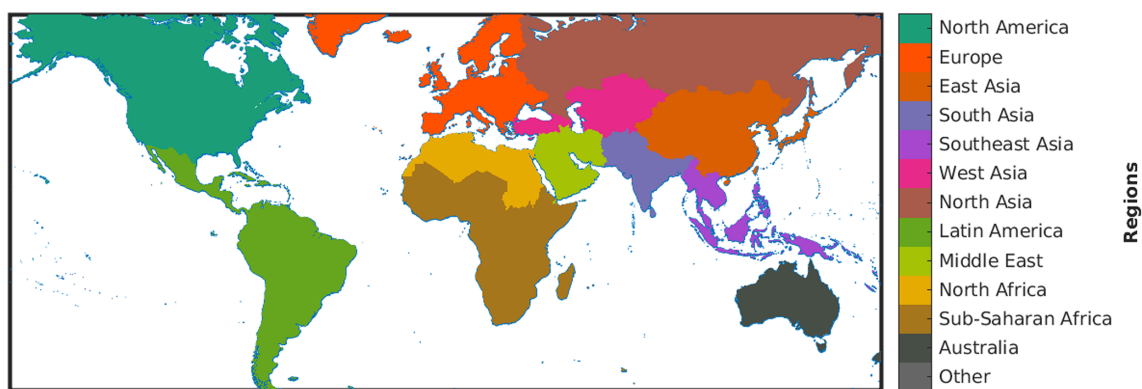 North America
Europe
East Asia
South Asia
Southeast Asia
West Asia
North Asia
Latin America
Middle East
North Africa
Sub-Saharan Africa
Australia
Other
Regions